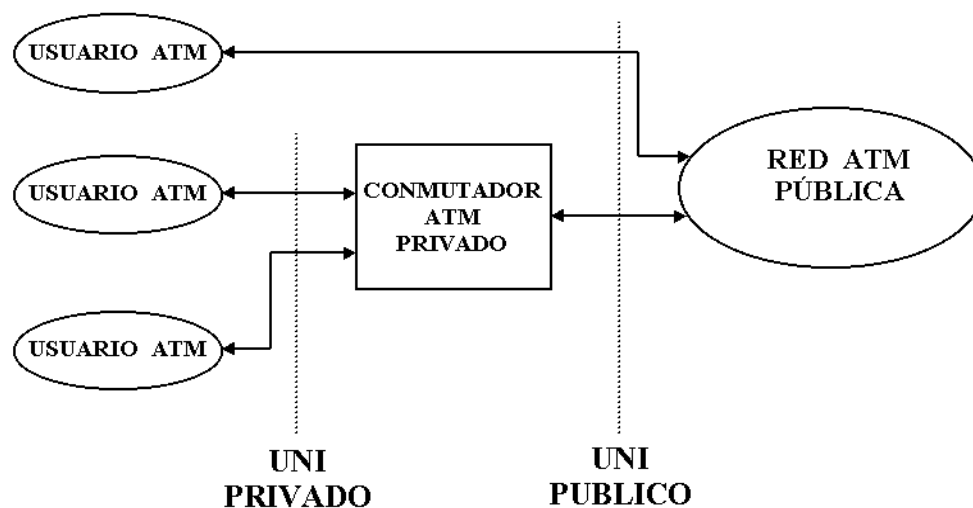 USUARIO ATM
USUARIO ATM
USUARIO ATM
CONMUTADOR
ATM
PRIVADO
RED ATM
PÚBLICA
UNI
PRIVADO
UNI
PUBLICO